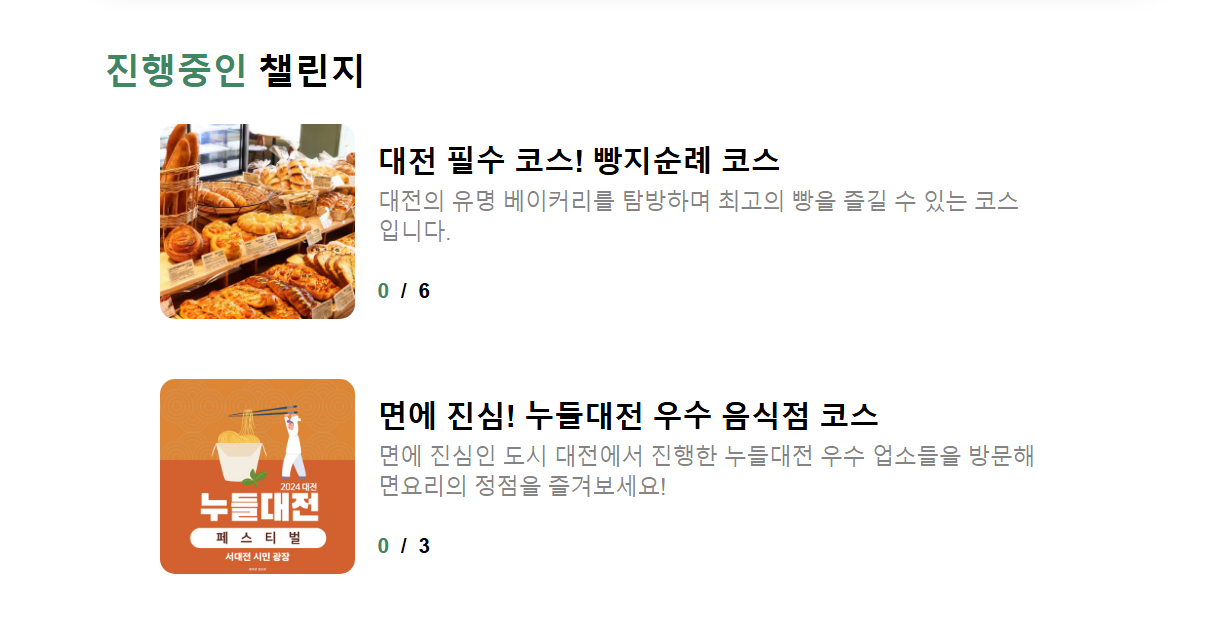 진행중인 챌린지
대전 필수 코스! 빵지순례 코스
대전의 유명 베이커리를 탐방하며 최고의 빵을 즐길 수 있는 코스
입니다.
0 / 6
면에 진심! 누들대전 우수 음식점 코스
면에 진심인 도시 대전에서 진행한 누들대전 우수 업소들을 방문해
면요리의 정점을 즐겨보세요!
2024 대전
누들대전
페스티벌
서대전 시민 광장
0 / 3